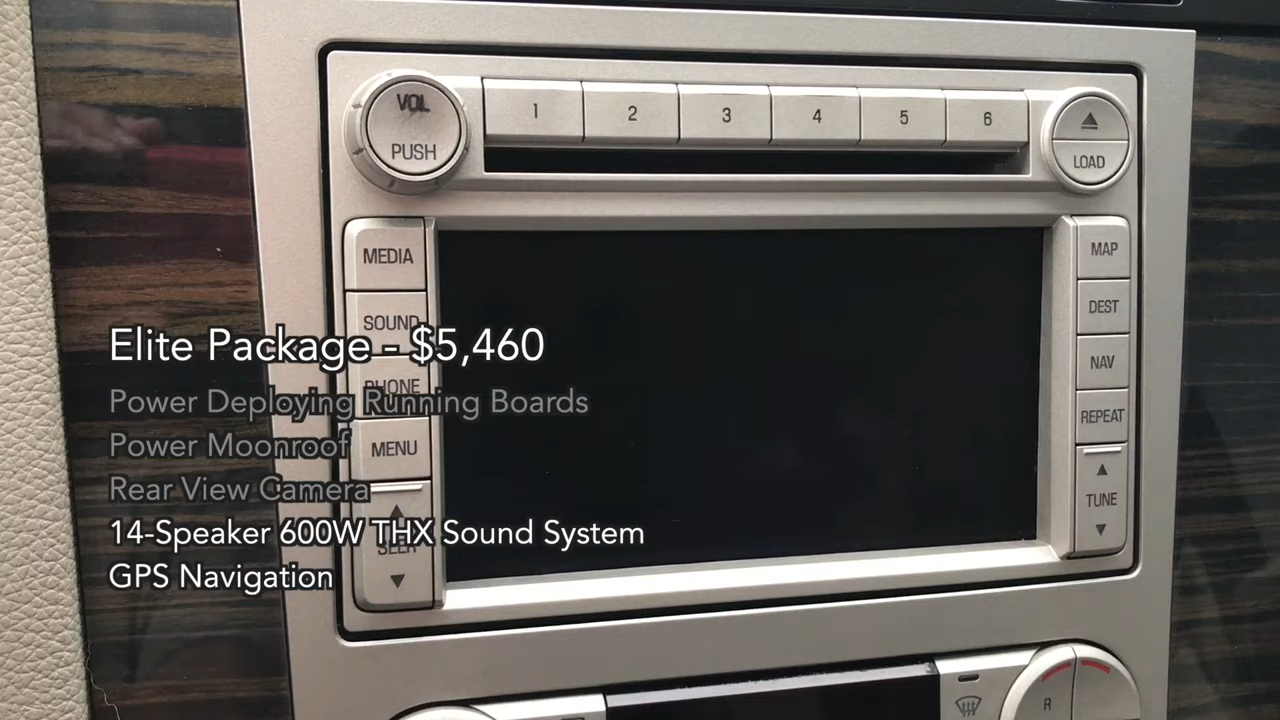 VOL
PUSH
1 2 3 4 5 6
LOAD
MEDIA
SOUND
PHONE
MENU
SEEK
MAP
DEST
NAV
REPEAT
TUNE
Elite Package - $5,460
Power Deploying Running Boards
Power Moonroof
Rear View Camera
14-Speaker 600W THX Sound System
GPS Navigation
R